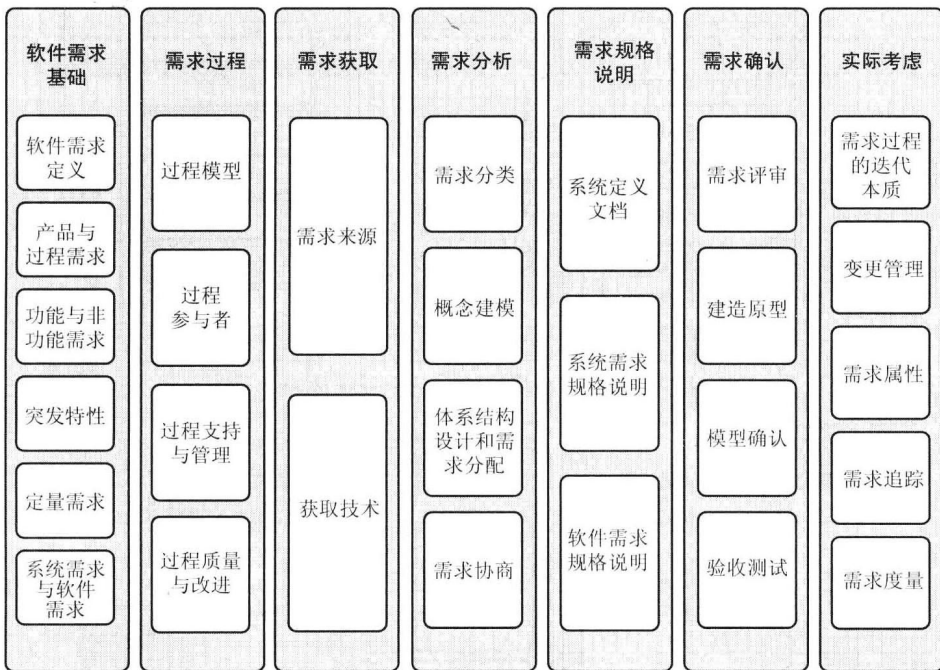 软件需求
基础
软件需求
定义
产品与
过程需求
功能与非
功能需求
突发特性
定量需求
系统需求
与软件
需求
需求过程
过程模型
过程
参与者
过程支持
与管理
过程质量
与改进
需求获取
需求来源
获取技术
需求分析
需求分类
概念建模
体系结构
设计和需
求分配
需求协商
需求规格
说明
系统定义
文档
系统需求
规格说明
软件需求
规格说明
需求确认
需求评审
建造原型
模型确认
验收测试
实际考虑
需求过程
的迭代
本质
变更管理
需求属性
需求追踪
需求度量